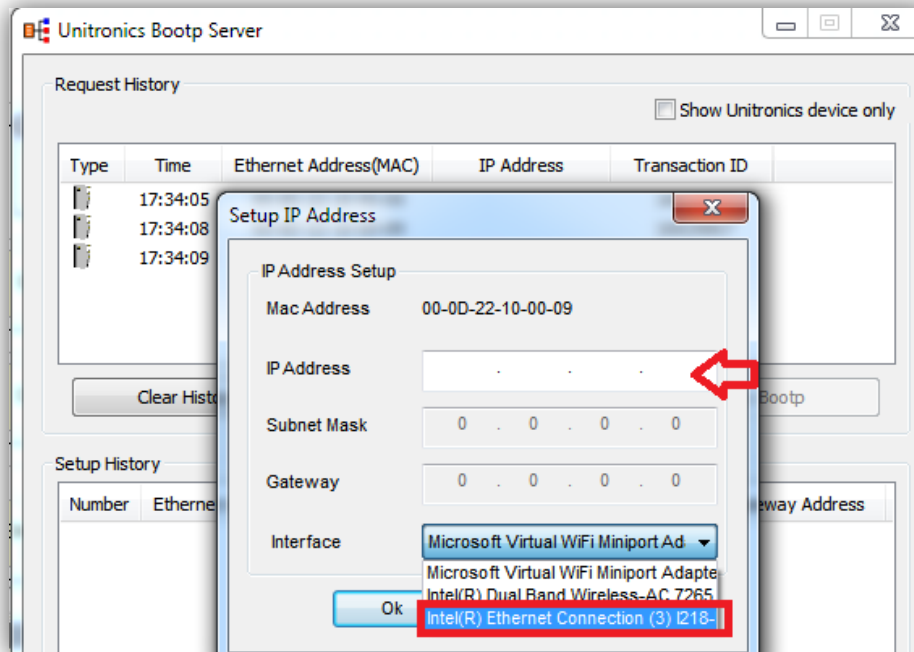 Unitronics Bootp Server
Request History
Show Unitronics device only
Type Time Ethernet Address(MAC) IP Address Transaction ID
17:34:05
17:34:08
17:34:09
Setup IP Address
IP Address Setup
Mac Address 00-0D-22-10-00-09
IP Address . . .
Subnet Mask 0 . 0 . 0 . 0
Gateway 0 . 0 . 0 . 0
Interface Microsoft Virtual WiFi Miniport Ad
Microsoft Virtual WiFi Miniport Adapte
Intel(R) Dual Band Wireless-AC 7265
Intel(R) Ethernet Connection (3) I218-
Ok
Clear Histo
Bootp
Setup History
Number Etherne eway Address